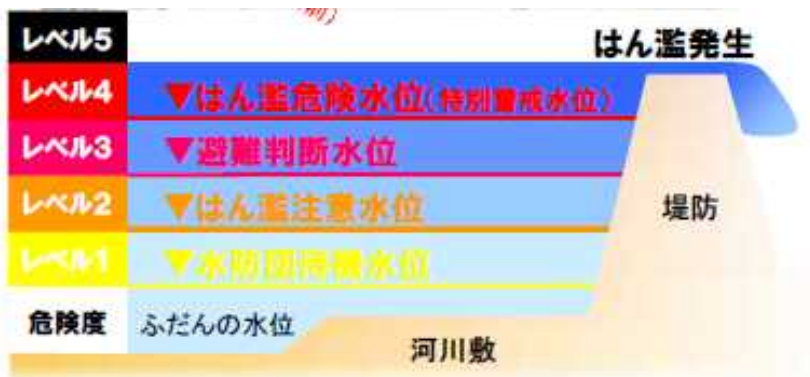 レベル5 はん濫発生
レベル4 ▼はん濫危険水位(特別警戒水位)
レベル3 ▼避難判断水位
レベル2 ▼はん濫注意水位
堤防
レベル1 ▼水防団待機水位
危険度 ふだんの水位
河川敷